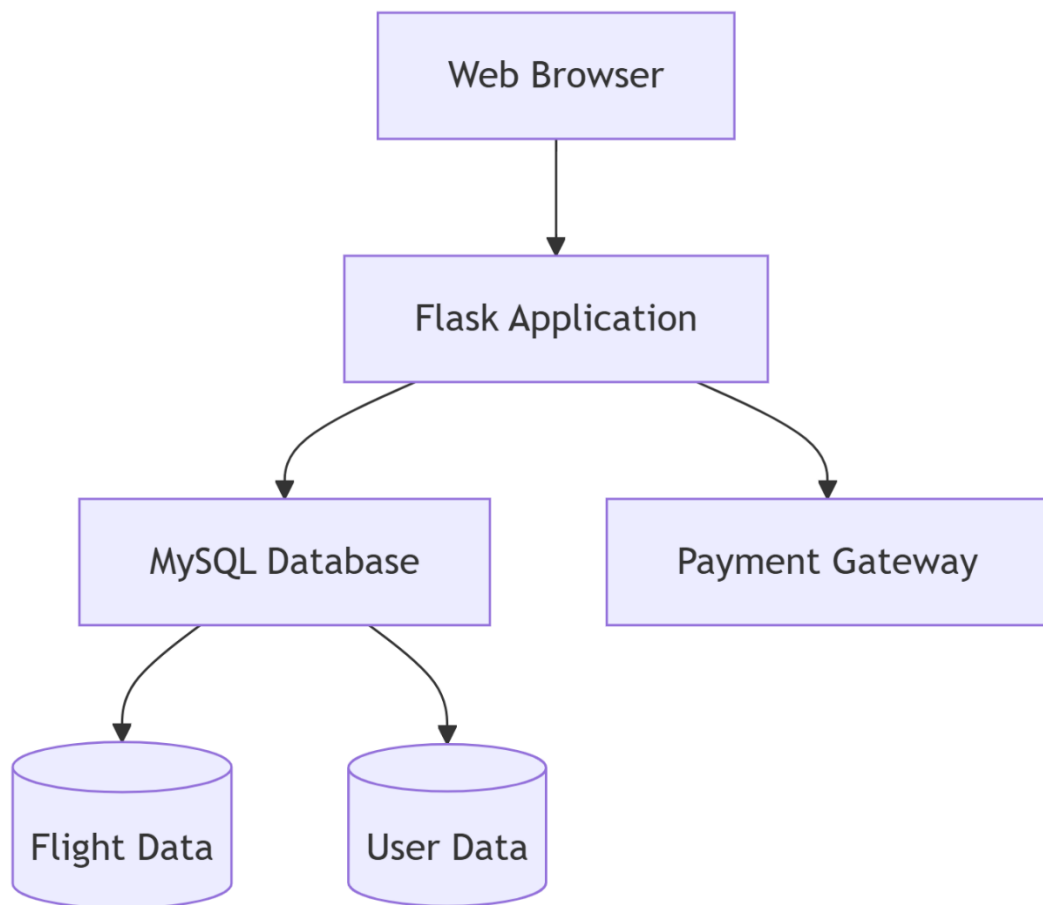 Web Browser
Flask Application
MySQL Database
Payment Gateway
Flight Data
User Data